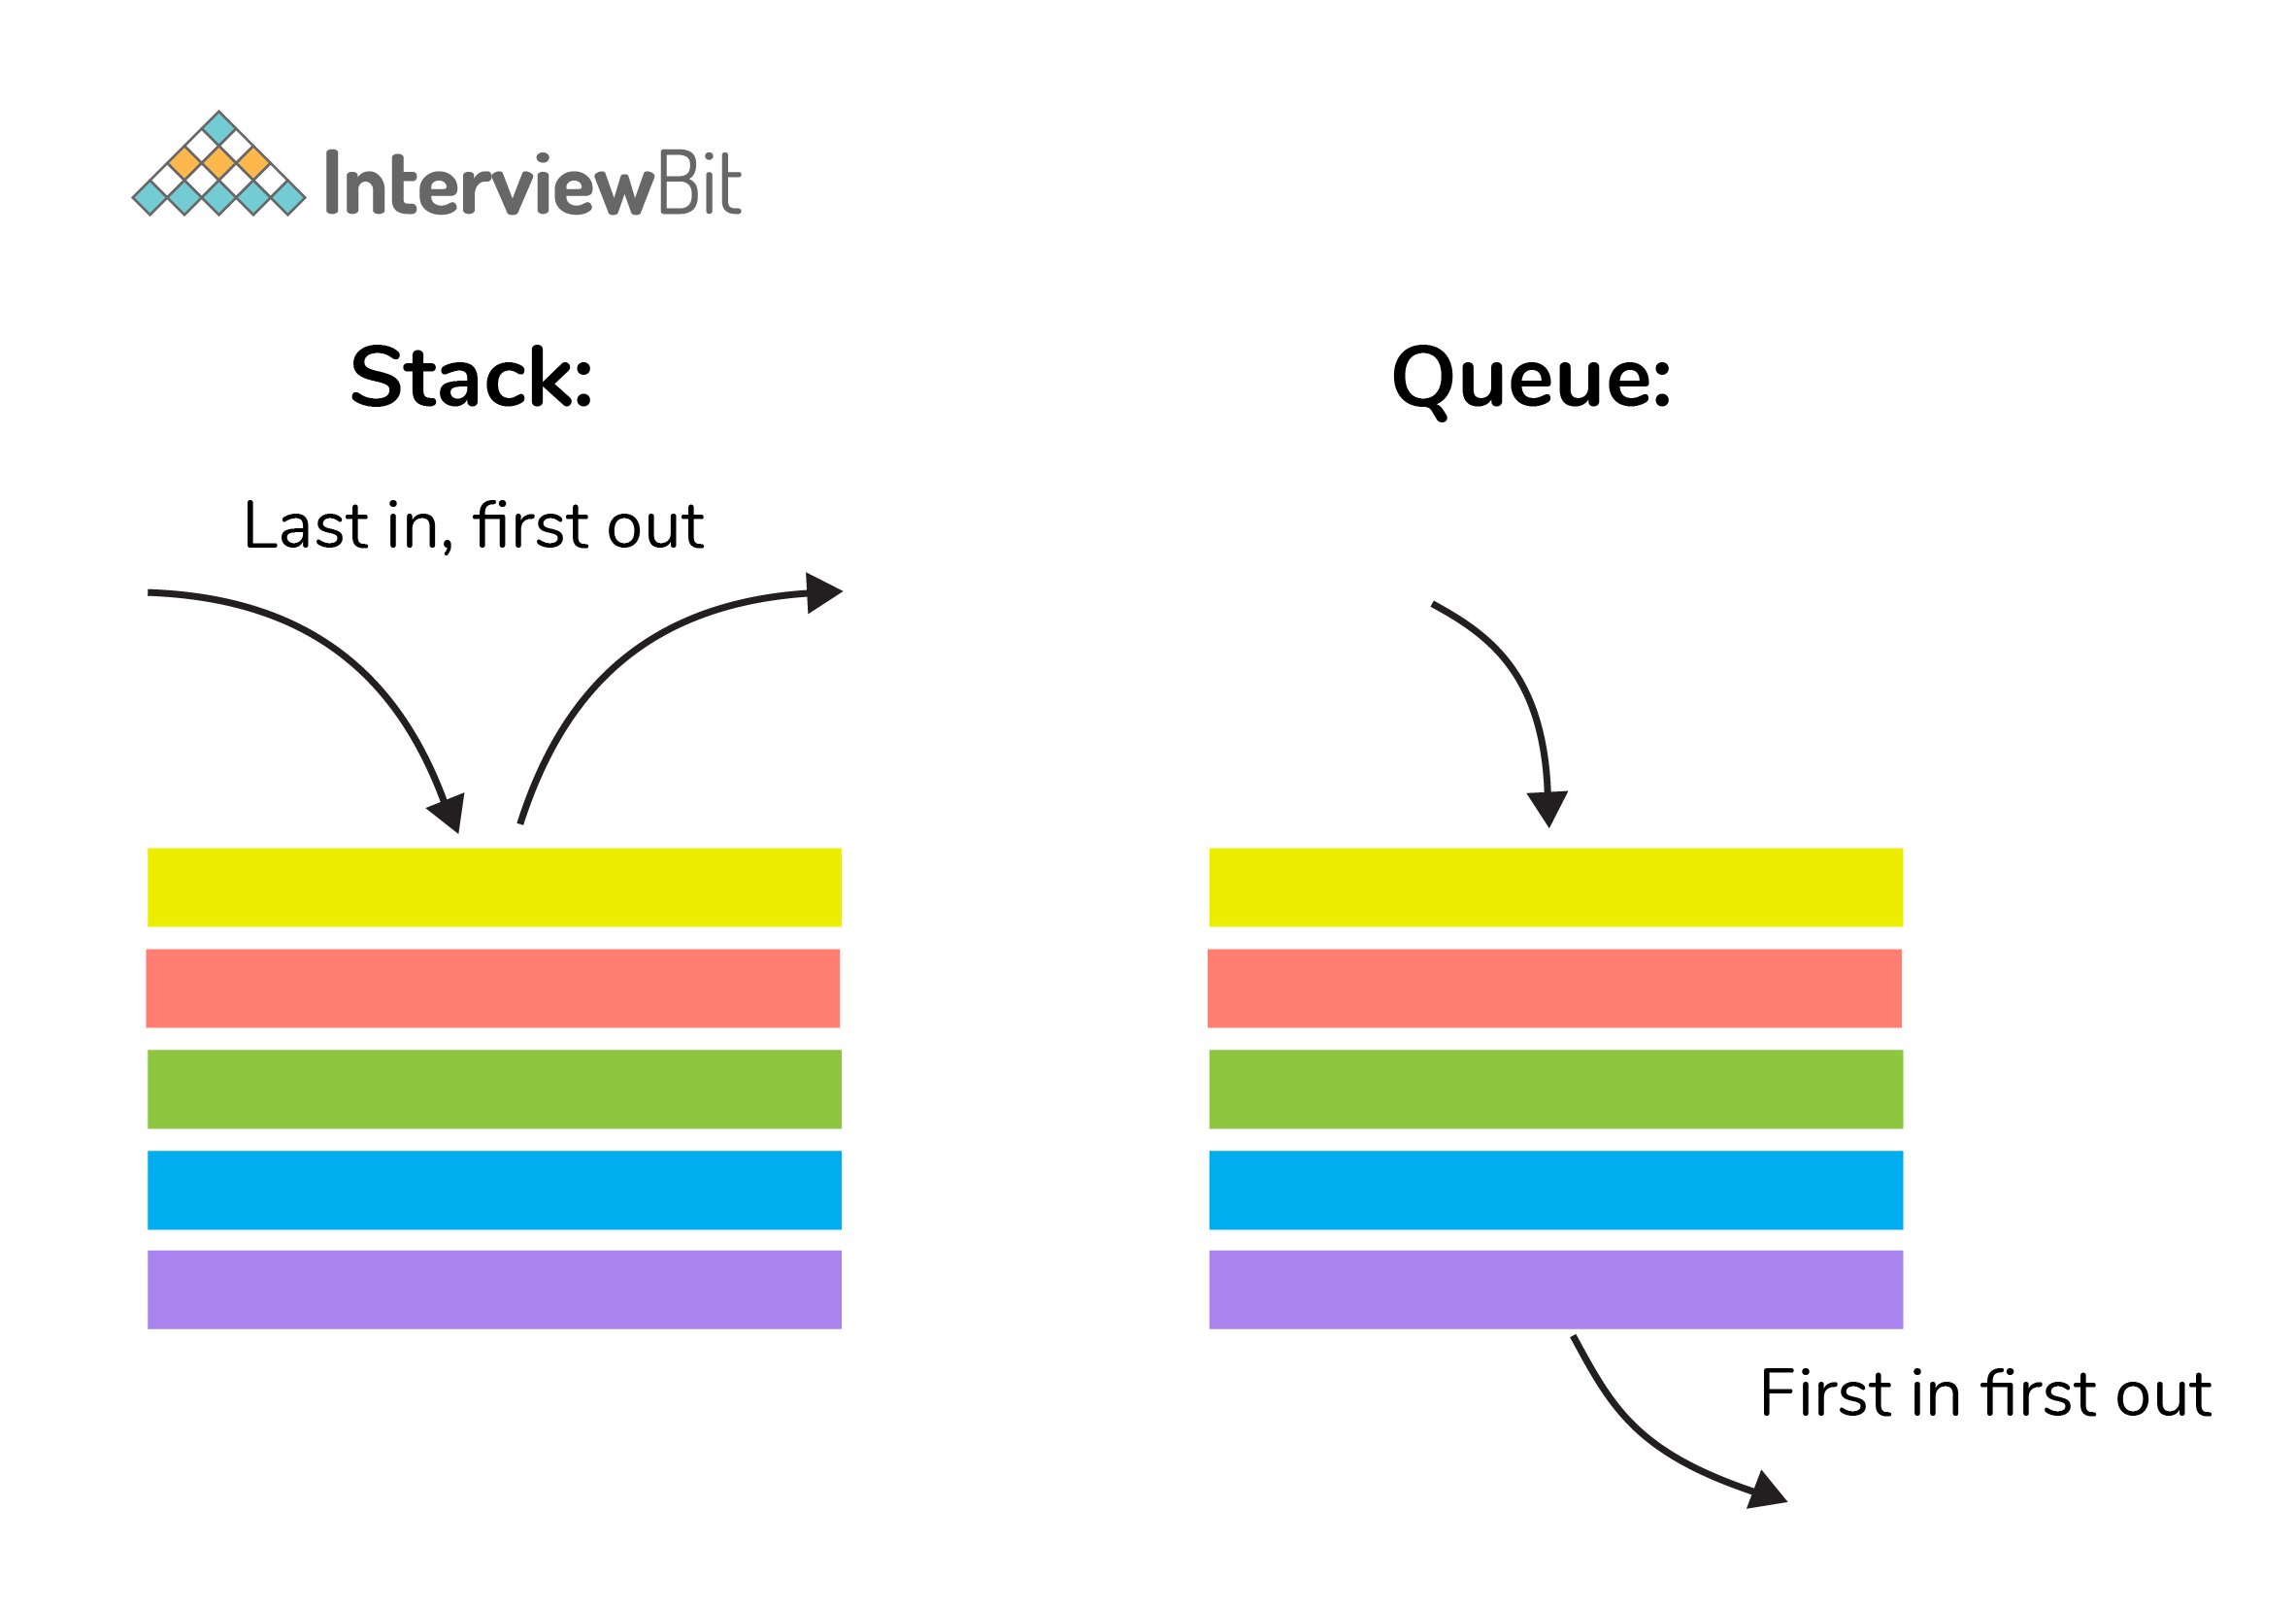 InterviewBit
Stack:
Queue:
Last in, first out
First in first out